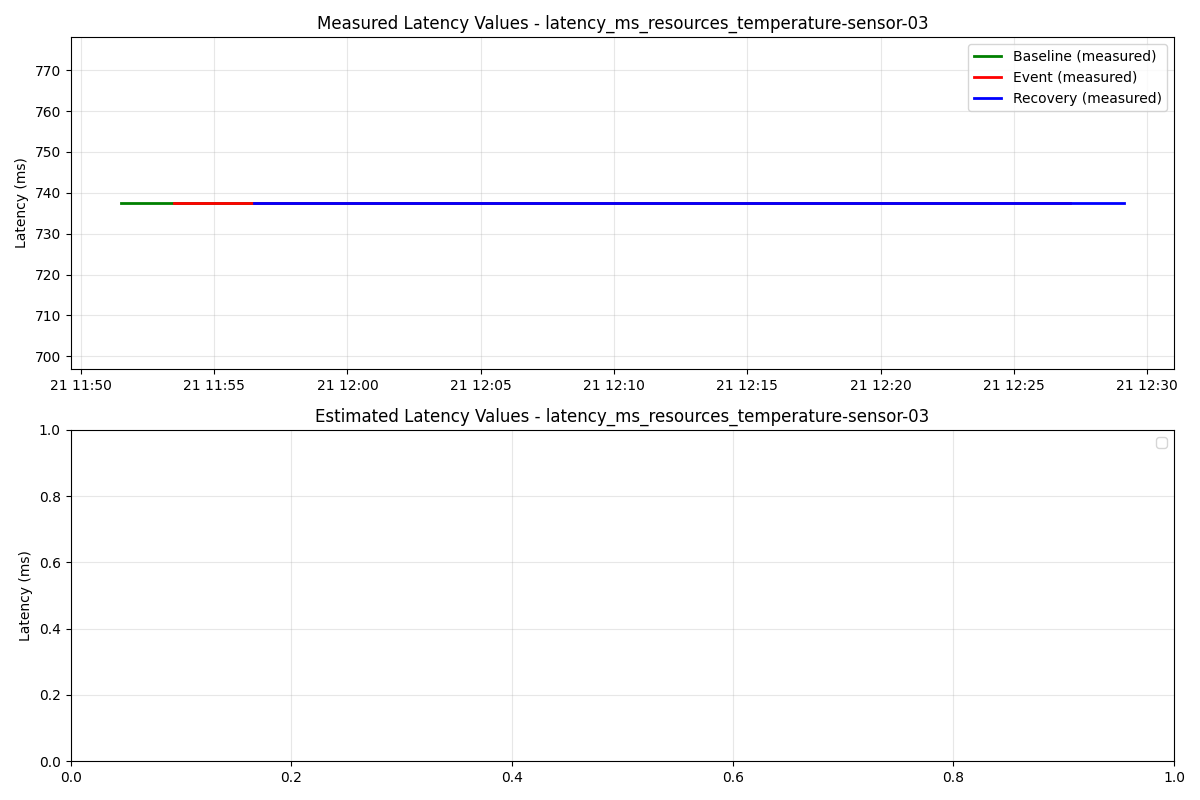 Measured Latency Values - latency_ms_resources_temperature-sensor-03
Latency (ms)
770
760
750
740
730
720
710
700
Baseline (measured)
Event (measured)
Recovery (measured)
21 11:50 21 11:55 21 12:00 21 12:05 21 12:10 21 12:15 21 12:20 21 12:25 21 12:30
Estimated Latency Values - latency_ms_resources_temperature-sensor-03
Latency (ms)
1.0
0.8
0.6
0.4
0.2
0.0
0.0 0.2 0.4 0.6 0.8 1.0